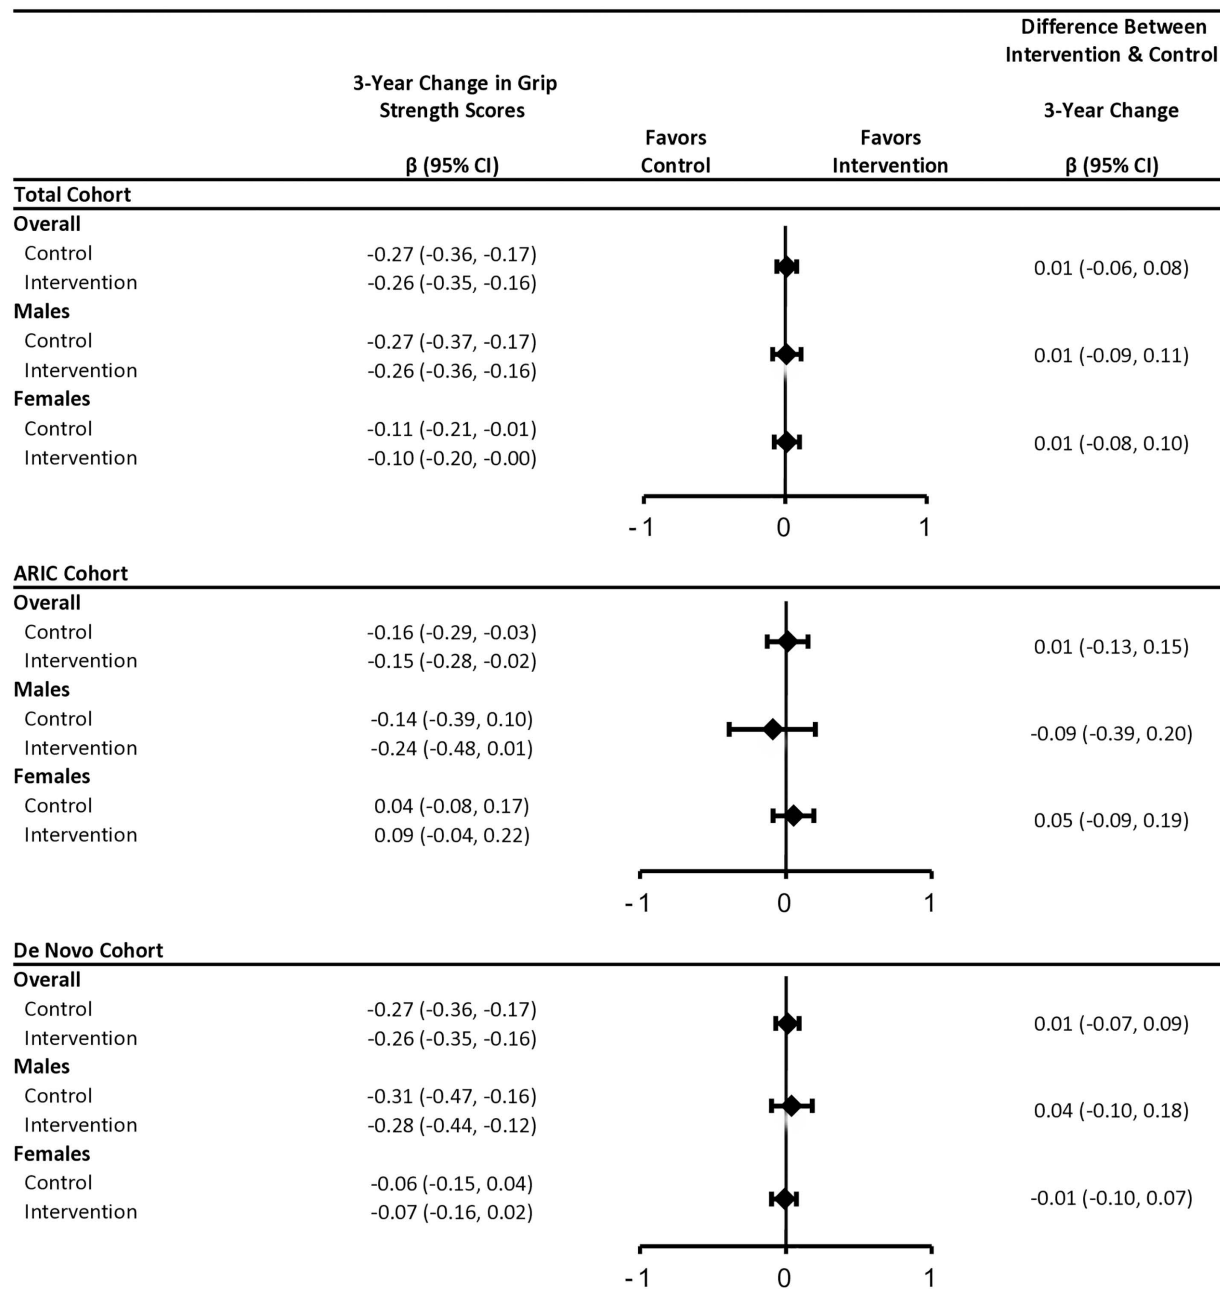 Difference Between
Intervention & Control
3-Year Change in Grip
Strength Scores
3-Year Change
Favors Control
Favors Intervention
β (95% CI)
β (95% CI)
Total Cohort
Overall
Control -0.27 (-0.36, -0.17)
Intervention -0.26 (-0.35, -0.16)
0.01 (-0.06, 0.08)
Males
Control -0.27 (-0.37, -0.17)
Intervention -0.26 (-0.36, -0.16)
0.01 (-0.09, 0.11)
Females
Control -0.11 (-0.21, -0.01)
Intervention -0.10 (-0.20, -0.00)
0.01 (-0.08, 0.10)
-1 0 1
ARIC Cohort
Overall
Control -0.16 (-0.29, -0.03)
Intervention -0.15 (-0.28, -0.02)
0.01 (-0.13, 0.15)
Males
Control -0.14 (-0.39, 0.10)
Intervention -0.24 (-0.48, 0.01)
-0.09 (-0.39, 0.20)
Females
Control 0.04 (-0.08, 0.17)
Intervention 0.09 (-0.04, 0.22)
0.05 (-0.09, 0.19)
-1 0 1
De Novo Cohort
Overall
Control -0.27 (-0.36, -0.17)
Intervention -0.26 (-0.35, -0.16)
0.01 (-0.07, 0.09)
Males
Control -0.31 (-0.47, -0.16)
Intervention -0.28 (-0.44, -0.12)
0.04 (-0.10, 0.18)
Females
Control -0.06 (-0.15, 0.04)
Intervention -0.07 (-0.16, 0.02)
-0.01 (-0.10, 0.07)
-1 0 1